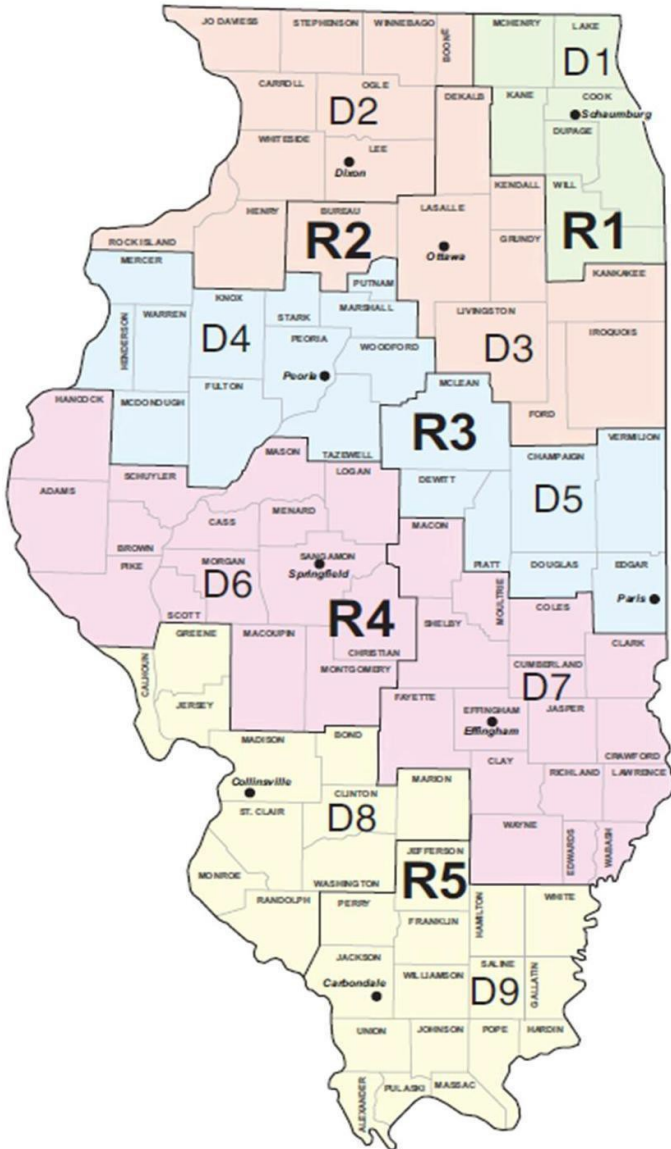 JO DAVIESS
STEPHENSON
WINNEBAGO
BOONE
MCHENRY
LAKE
D1
CARROLL
OGLE
D2
DEKALB
KANE
COOK
Schaumburg
DUPAGE
WHITESIDE
LEE
Dixon
KENDALL
WILL
HENRY
BUREAU
R2
LASALLE
Ottawa
GRUNDY
R1
ROCK ISLAND
MERCER
KANKAKEE
PUTNAM
KNOX
STARK
MARSHALL
LIVINGSTON
HENDERSON
WARREN
D4
PEORIA
WOODFORD
D3
IROQUOIS
Peoria
MCLEAN
HANCOCK
MCDONOUGH
FULTON
R3
FORD
TAZEWELL
VERMILION
MASON
LOGAN
CHAMPAIGN
SCHUYLER
DEWITT
D5
ADAMS
CASS
MENARD
MACON
BROWN
PIKE
MORGAN
SANGAMON
Springfield
D6
PIATT
DOUGLAS
EDGAR
Paris
SCOTT
MOULTRIE
COLES
R4
SHELBY
GREENE
MACOUPIN
CHRISTIAN
CLARK
CALHOUN
MONTGOMERY
CUMBERLAND
D7
JERSEY
FAYETTE
EFFINGHAM
Effingham
JASPER
MADISON
BOND
CLAY
CRAWFORD
RICHLAND
LAWRENCE
Collinsville
MARION
CLINTON
D8
ST. CLAIR
WAYNE
EDWARDS
WABASH
JEFFERSON
R5
MONROE
WASHINGTON
RANDOLPH
PERRY
HAMILTON
WHITE
FRANKLIN
JACKSON
SALINE
Carbondale
WILLIAMSON
D9
GALLATIN
UNION
JOHNSON
POPE
HARDIN
ALEXANDER
PULASKI
MASSAC